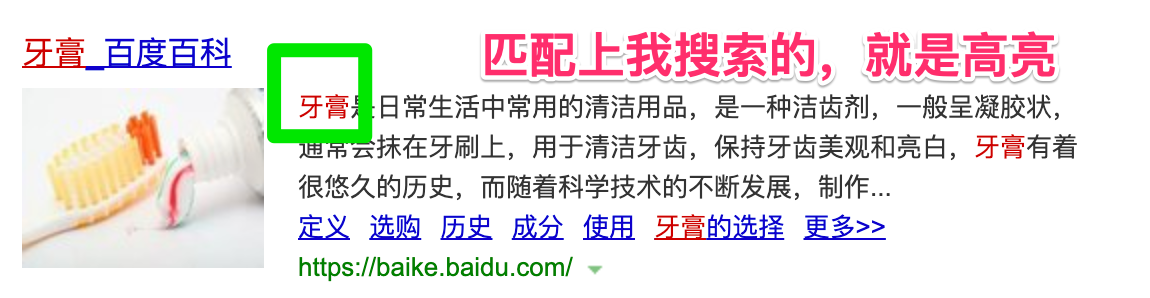 牙膏_百度百科
匹配上我搜索的，就是高亮
牙膏是日常生活中常用的清洁用品，是一种洁齿剂，一般呈凝胶状，
通常会抹在牙刷上，用于清洁牙齿，保持牙齿美观和亮白，牙膏有着
很悠久的历史，而随着科学技术的不断发展，制作...
定义 选购 历史 成分 使用 牙膏的选择 更多>>
https://baike.baidu.com/